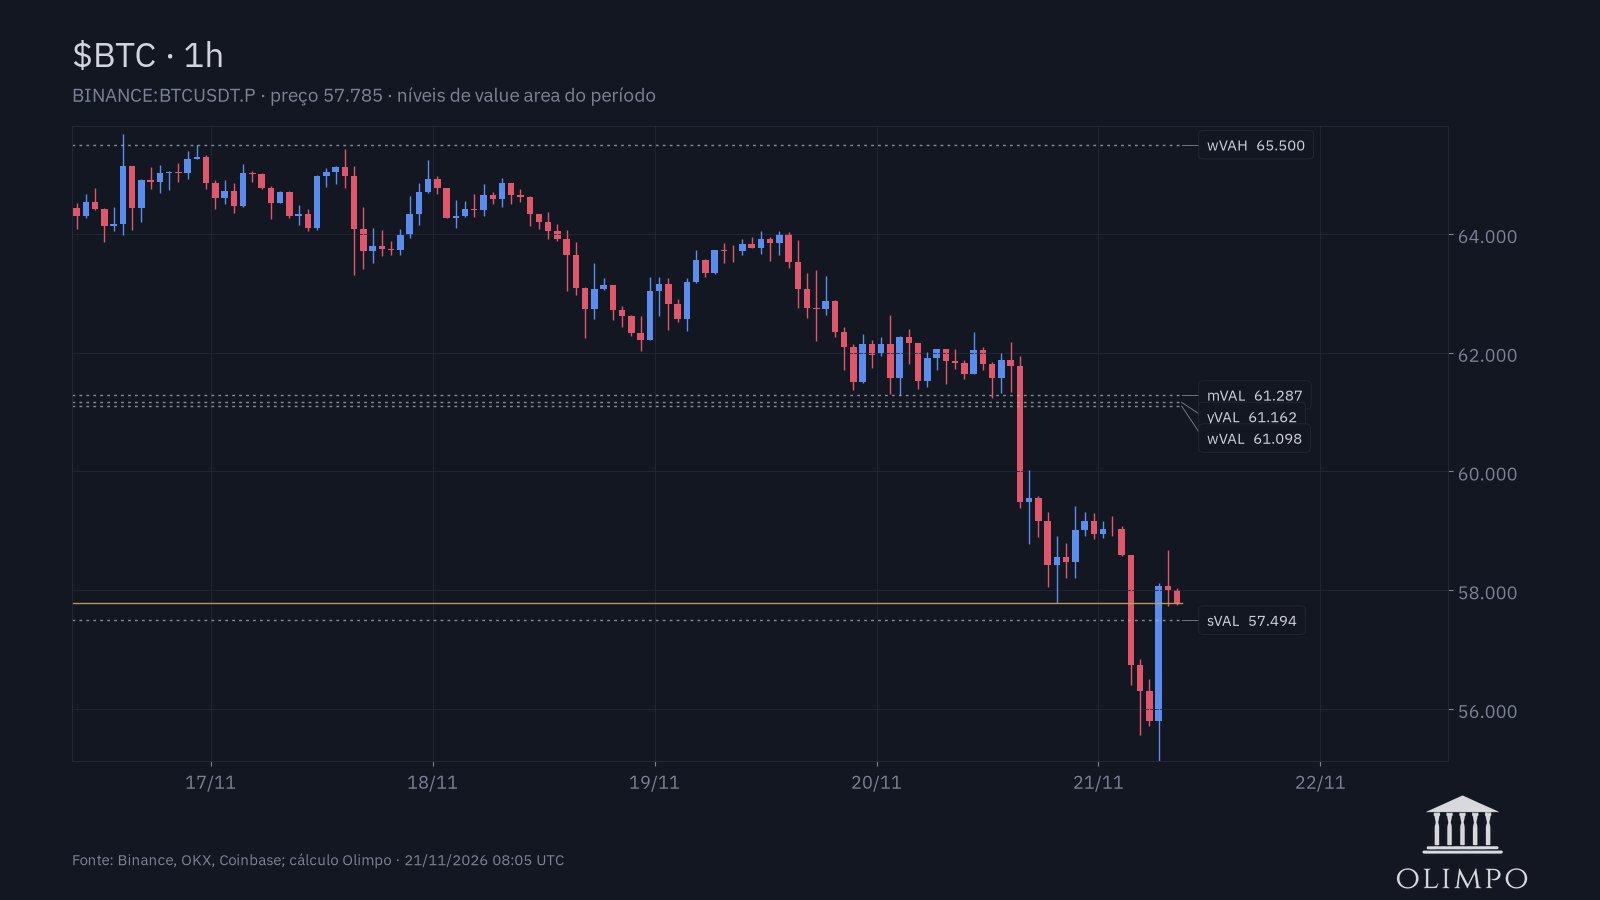 $BTC · 1h
BINANCE:BTCUSDT.P · preço 57.785 · níveis de value area do período
wVAH 65.500
64.000
62.000
mVAL 61.287
yVAL 61.162
wVAL 61.098
60.000
58.000
sVAL 57.494
56.000
17/11 18/11 19/11 20/11 21/11 22/11
Fonte: Binance, OKX, Coinbase; cálculo Olimpo · 21/11/2026 08:05 UTC
OLIMPO